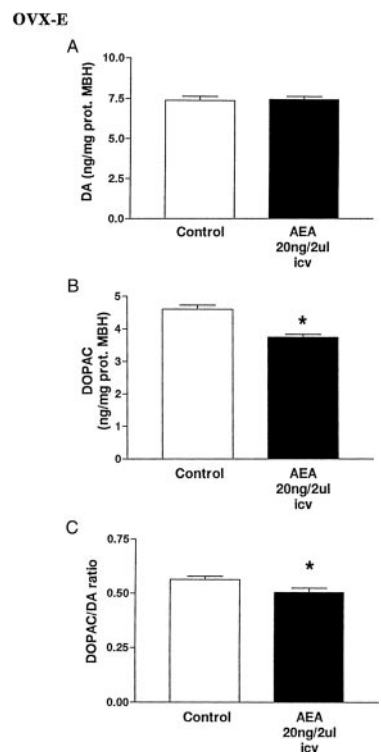 OVX-E
A
DA (ng/mg prot. MBH)
10.0
7.5
5.0
2.5
0.0
Control
AEA
20ng/2ul
icv
B
DOPAC
(ng/mg prot. MBH)
5
4
3
2
1
0
*
Control
AEA
20ng/2ul
icv
C
DOPAC/DA ratio
0.75
0.50
0.25
0.00
*
Control
AEA
20ng/2ul
icv